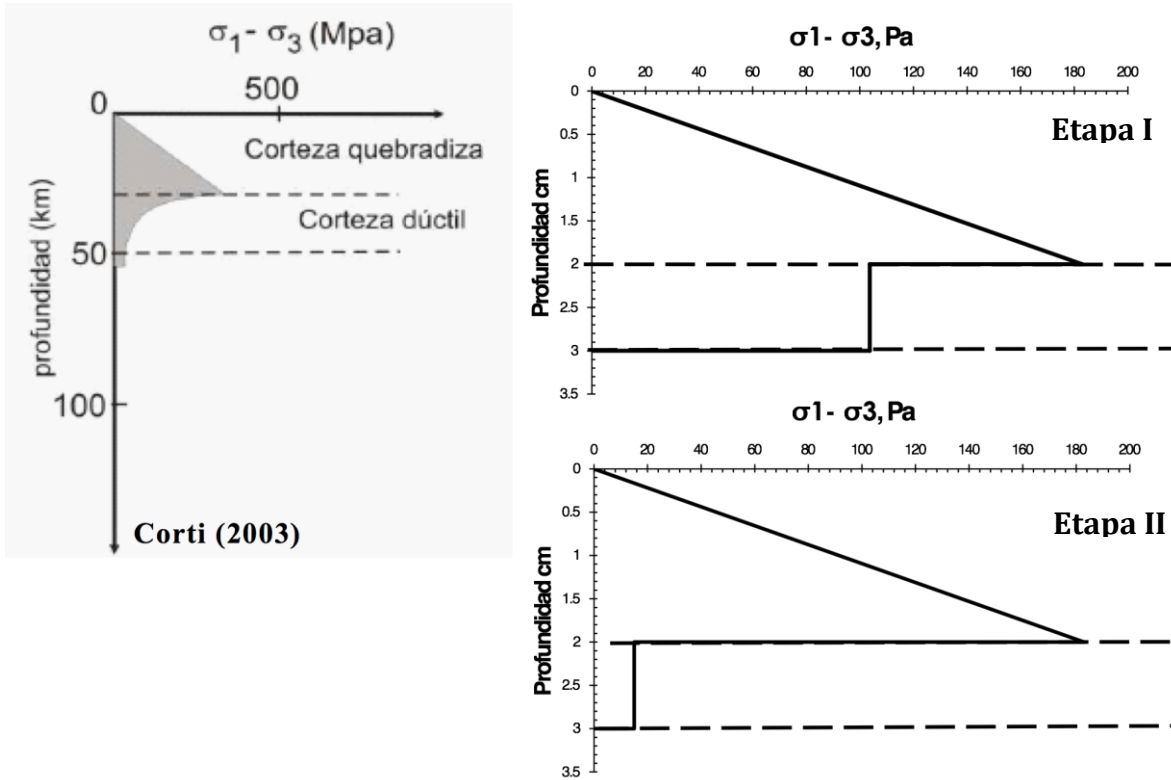 σ1 - σ3 (Mpa)
0
500
Corteza quebradiza
Corteza dúctil
50
100
profundidad (km)
Corti (2003)
σ1 - σ3, Pa
0 20 40 60 80 100 120 140 160 180 200
0
0.5
1
1.5
2
2.5
3
3.5
Profundidad cm
Etapa I
σ1 - σ3, Pa
0 20 40 60 80 100 120 140 160 180 200
0
0.5
1
1.5
2
2.5
3
3.5
Profundidad cm
Etapa II